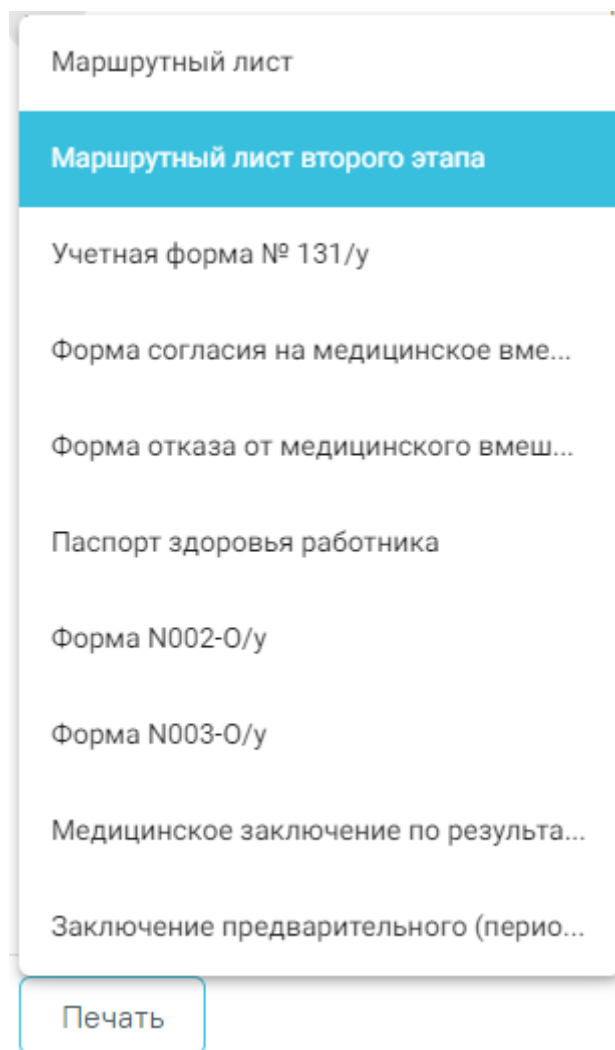 Маршрутный лист
Маршрутный лист второго этапа
Учетная форма № 131/у
Форма согласия на медицинское вме...
Форма отказа от медицинского вмеш...
Паспорт здоровья работника
Форма N002-О/у
Форма N003-О/у
Медицинское заключение по результа...
Заключение предварительного (перио...
Печать